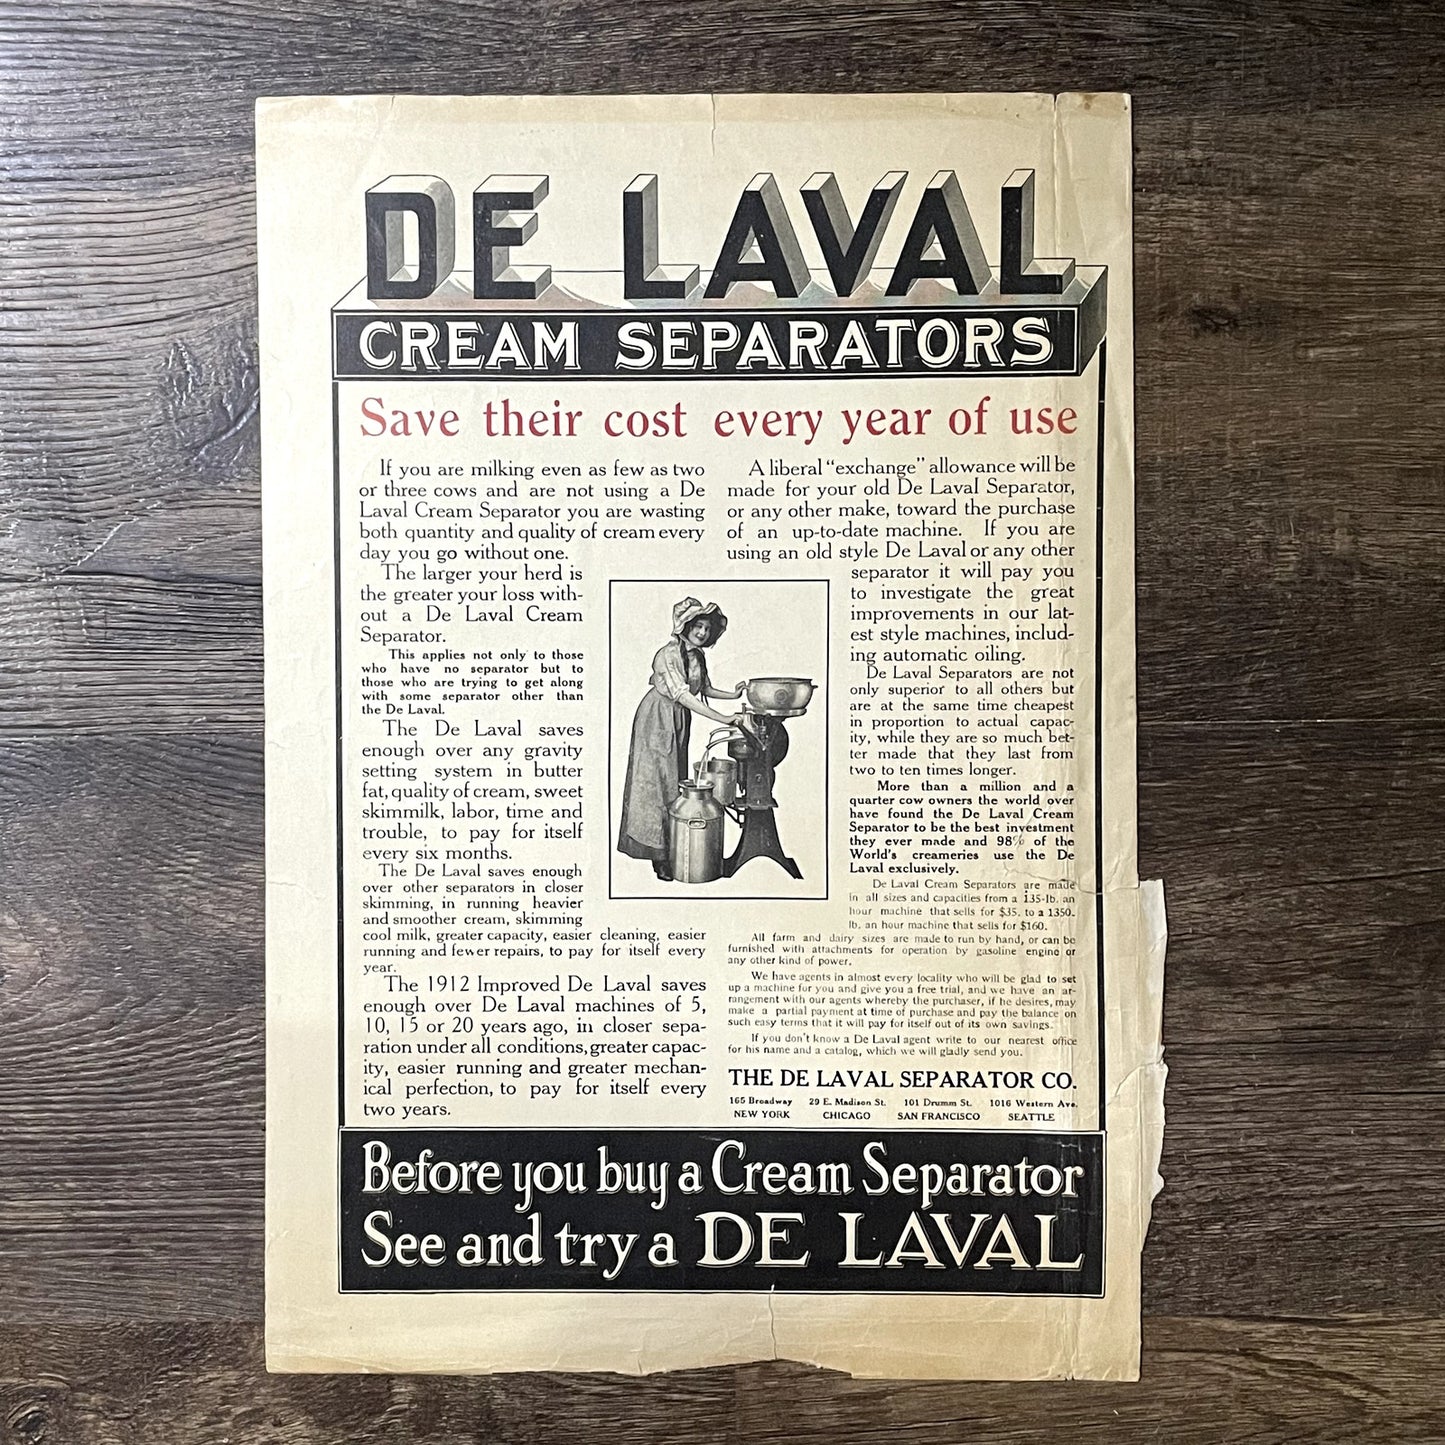 DE LAVAL
CREAM SEPARATORS
Save their cost every year of use
If you are milking even as few as two
or three cows and are not using a De
Laval Cream Separator you are wasting
both quantity and quality of cream every
day you go without one.
The larger your herd is
the greater your loss with-
out a De Laval Cream
Separator.
This applies not only to those
who have no separator but to
those who are trying to get along
with some separator other than
the De Laval.
The De Laval saves
enough over any gravity
setting system in butter
fat, quality of cream, sweet
skimmilk, labor, time and
trouble, to pay for itself
every six months.
The De Laval saves enough
over other separators in closer
skimming, in running heavier
and smoother cream, skimming
cool milk, greater capacity, easier cleaning, easier
running and fewer repairs, to pay for itself every
year.
The 1912 Improved De Laval saves
enough over De Laval machines of 5,
10, 15 or 20 years ago, in closer sepa-
ration under all conditions, greater capac-
ity, easier running and greater mechan-
ical perfection, to pay for itself every
two years.
A liberal "exchange" allowance will be
made for your old De Laval Separator,
or any other make, toward the purchase
of an up-to-date machine. If you are
using an old style De Laval or any other
separator it will pay you
to investigate the great
improvements in our lat-
est style machines, includ-
ing automatic oiling.
De Laval Separators are not
only superior to all others but
are at the same time cheapest
in proportion to actual capac-
ity, while they are so much bet-
ter made that they last from
two to ten times longer.
More than a million and a
quarter cow owners the world over
have found the De Laval Cream
Separator to be the best investment
they ever made and 98% of the
World's creameries use the De
Laval exclusively.
De Laval Cream Separators are made
in all sizes and capacities from a 135-lb. an
hour machine that sells for $35. to a 1350-
lb. an hour machine that sells for $160.
All farm and dairy sizes are made to run by hand, or can be
furnished with attachments for operation by gasoline engine or
any other kind of power.
We have agents in almost every locality who will be glad to set
up a machine for you and give you a free trial, and we have an ar-
rangement with our agents whereby the purchaser, if he desires, may
make a partial payment at time of purchase and pay the balance on
such easy terms that it will pay for itself out of its own savings.
If you don't know a De Laval agent write to our nearest office
for his name and a catalog, which we will gladly send you.
THE DE LAVAL SEPARATOR CO.
165 Broadway 29 E. Madison St. 101 Drumm St. 1016 Western Ave.
NEW YORK CHICAGO SAN FRANCISCO SEATTLE
Before you buy a Cream Separator
See and try a DE LAVAL